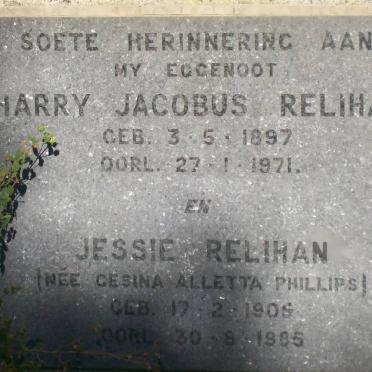 SOETE HERINNERING AAN
MY EGGENOOT
HARRY JACOBUS RELIHA
GEB. 3·5·1897
OORL. 27·1·1971.
EN
JESSIE RELIHAN
(NÉE GESINA ALLETTA PHILLIPS)
GEB. 17·2·1906
OORL. 30·8·1985